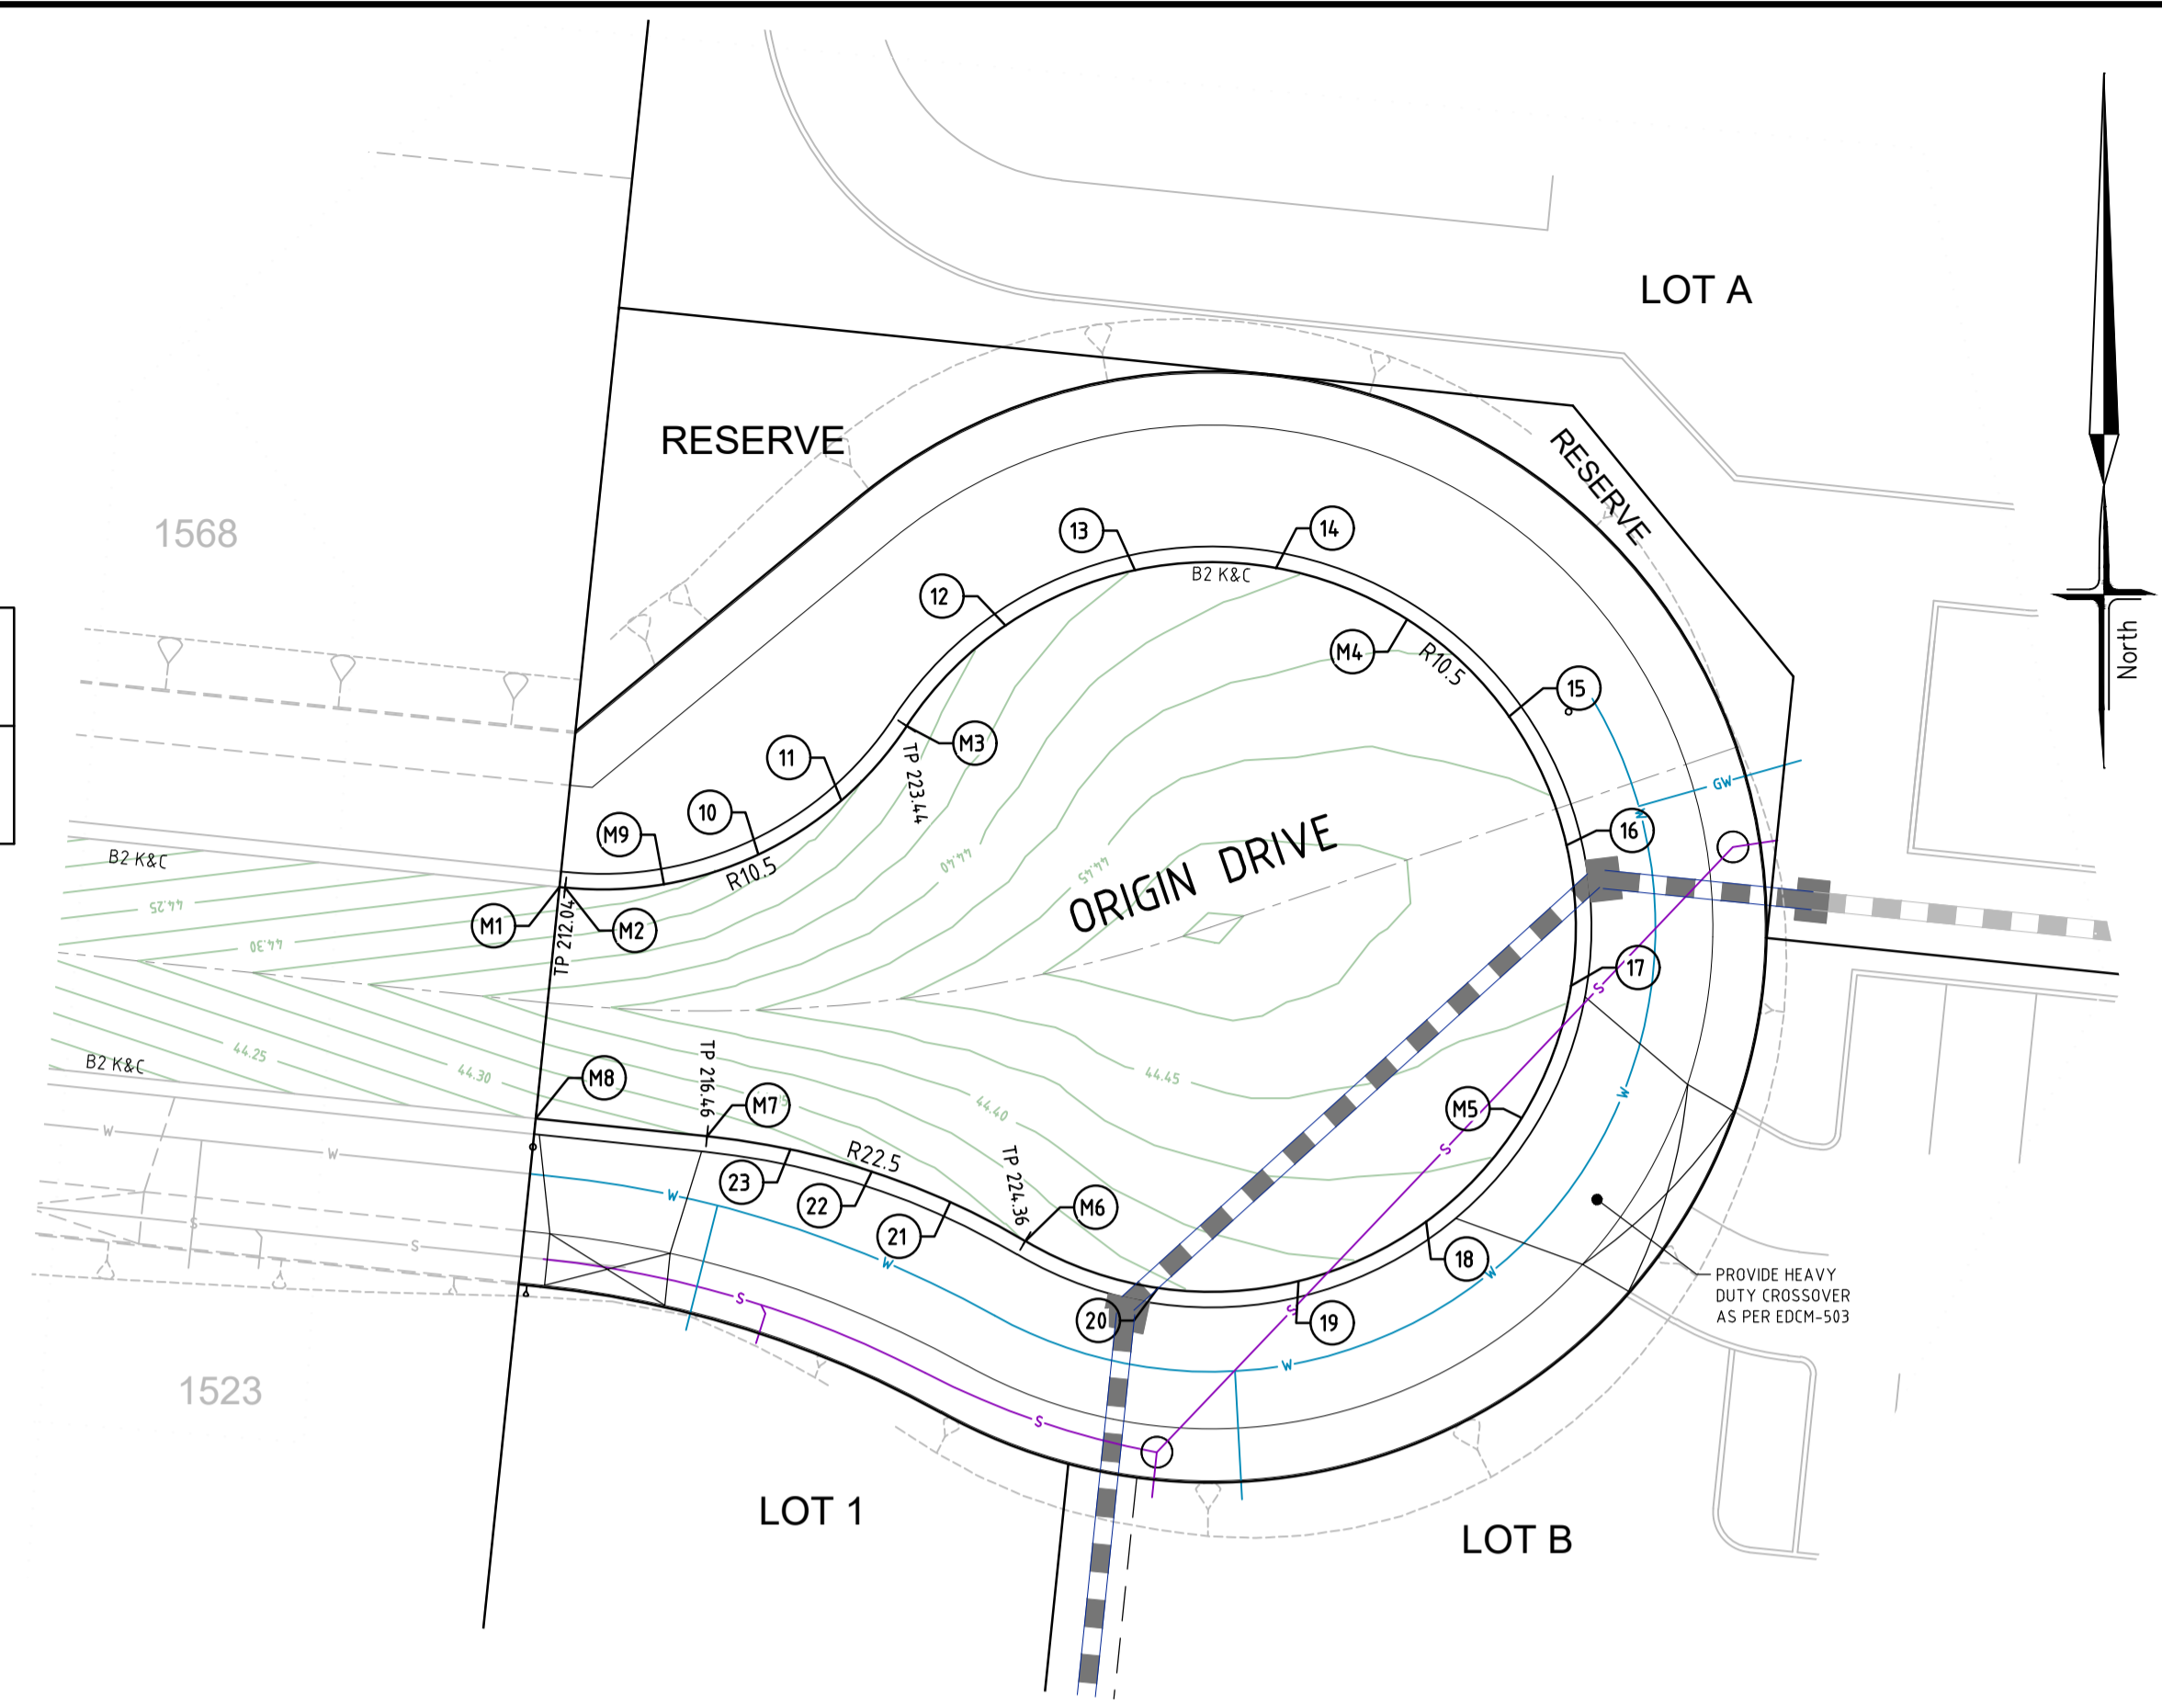 LOT A
RESERVE
RESERVE
1568
North
13
14
12
B2 K&C
M4
R10.5
15
11
M3
TP 223.44
GW
10
M9
16
W
B2 K&C
R10.5
44.40
44.45
ORIGIN DRIVE
44.25
M1
M2
TP 212.04
44.30
17
S
B2 K&C
44.25
44.30
M8
TP 216.46
M7
44.45
44.40
M5
W
W
W
S
R22.5
TP 224.36
23
22
21
W
M6
S
S
W
18
W
PROVIDE HEAVY
DUTY CROSSOVER
AS PER EDCM-503
S
20
S
19
W
1523
S
LOT 1
LOT B